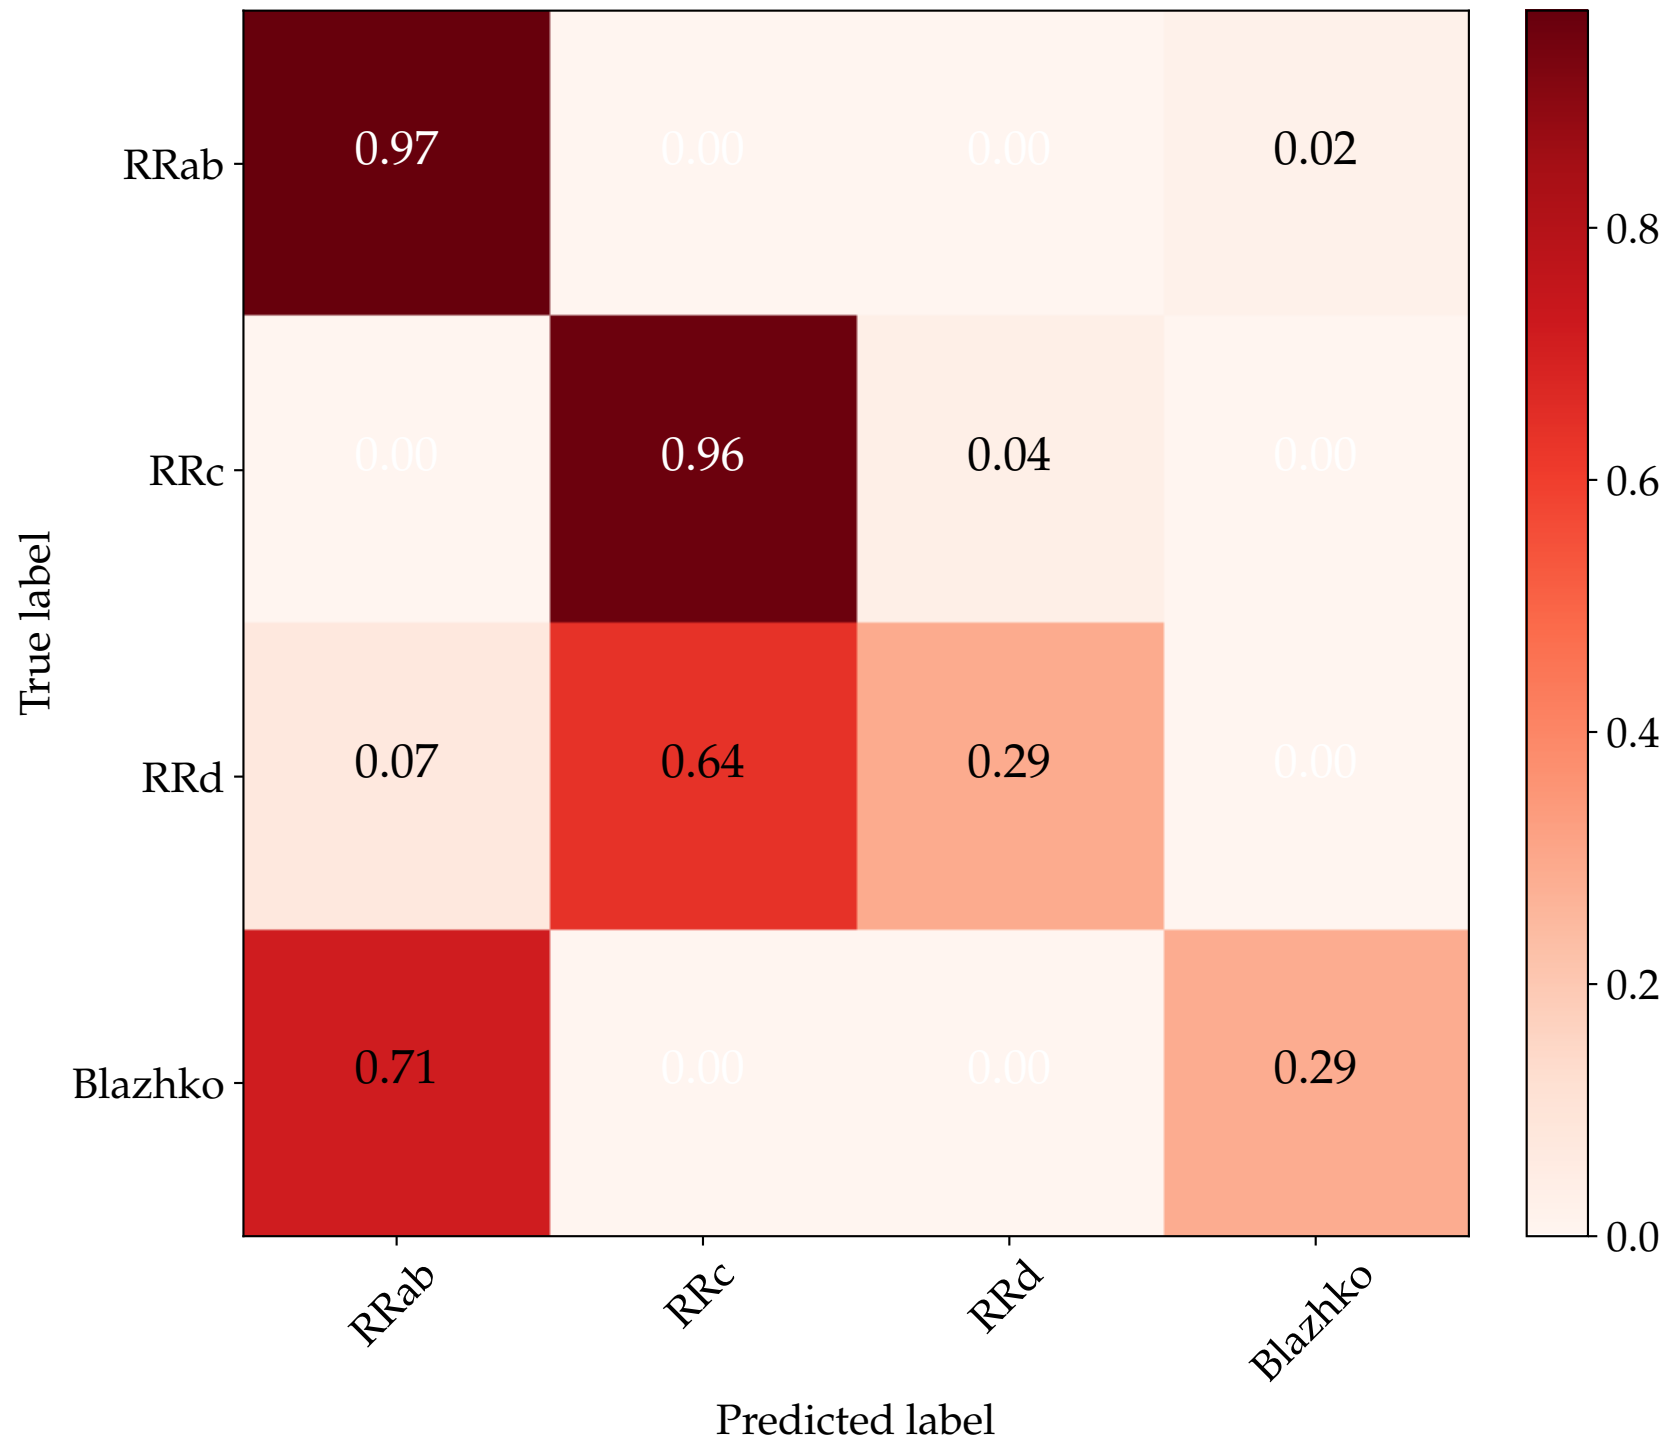 RRab 0.97 0.00 0.00 0.02
RRc 0.00 0.96 0.04 0.00
RRd 0.07 0.64 0.29 0.00
Blazhko 0.71 0.00 0.00 0.29
RRab RRc RRd Blazhko
Predicted label
True label
0.8
0.6
0.4
0.2
0.0